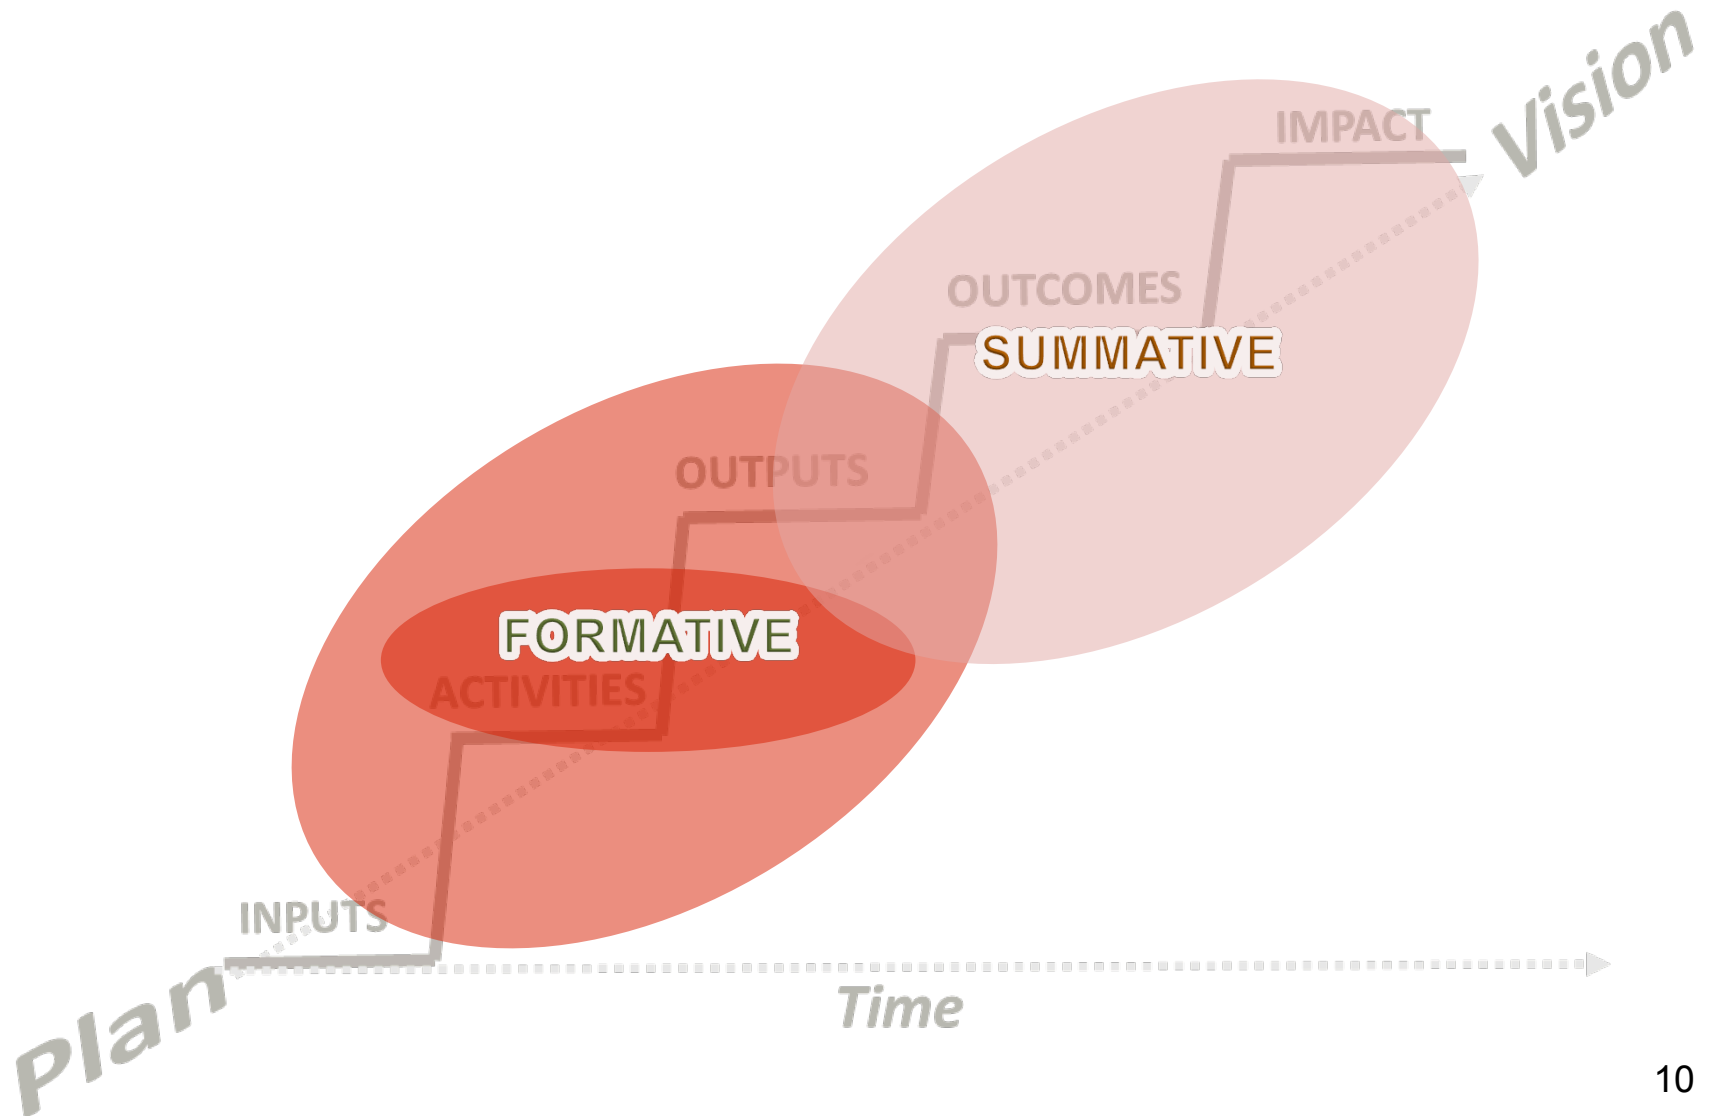 Vision
IMPACT
OUTCOMES
SUMMATIVE
OUTPUTS
FORMATIVE
ACTIVITIES
INPUTS
Plan
Time
10